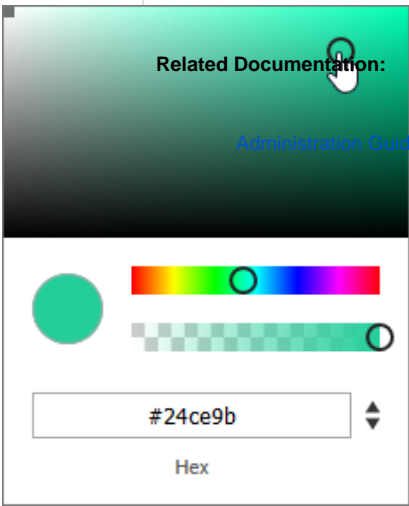 Related Documentation:
Administration Guid
#24ce9b
Hex